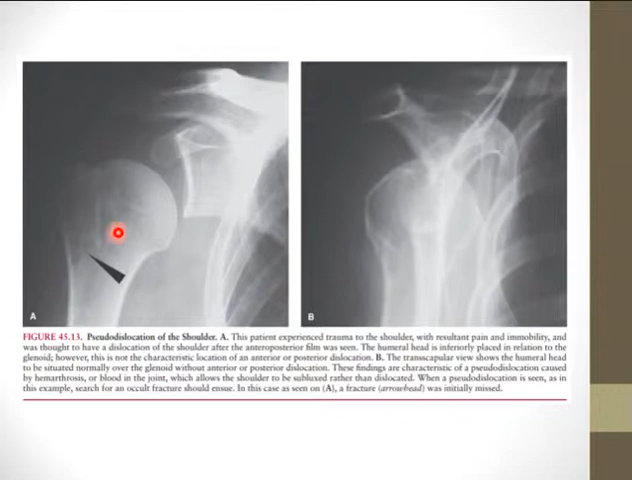 A
B
FIGURE 45.13. Pseudodislocation of the Shoulder. A. This patient experienced trauma to the shoulder, with resultant pain and immobility, and
was thought to have a dislocation of the shoulder after the anteroposterior film was seen. The humeral head is inferiorly placed in relation to the
glenoid; however, this is not the characteristic location of an anterior or posterior dislocation. B. The transscapular view shows the humeral head
to be situated normally over the glenoid without anterior or posterior dislocation. These findings are characteristic of a pseudodislocation caused
by hemarthrosis, or blood in the joint, which allows the shoulder to be subluxed rather than dislocated. When a pseudodislocation is seen, as in
this example, search for an occult fracture should ensue. In this case as seen on (A), a fracture (arrowhead) was initially missed.